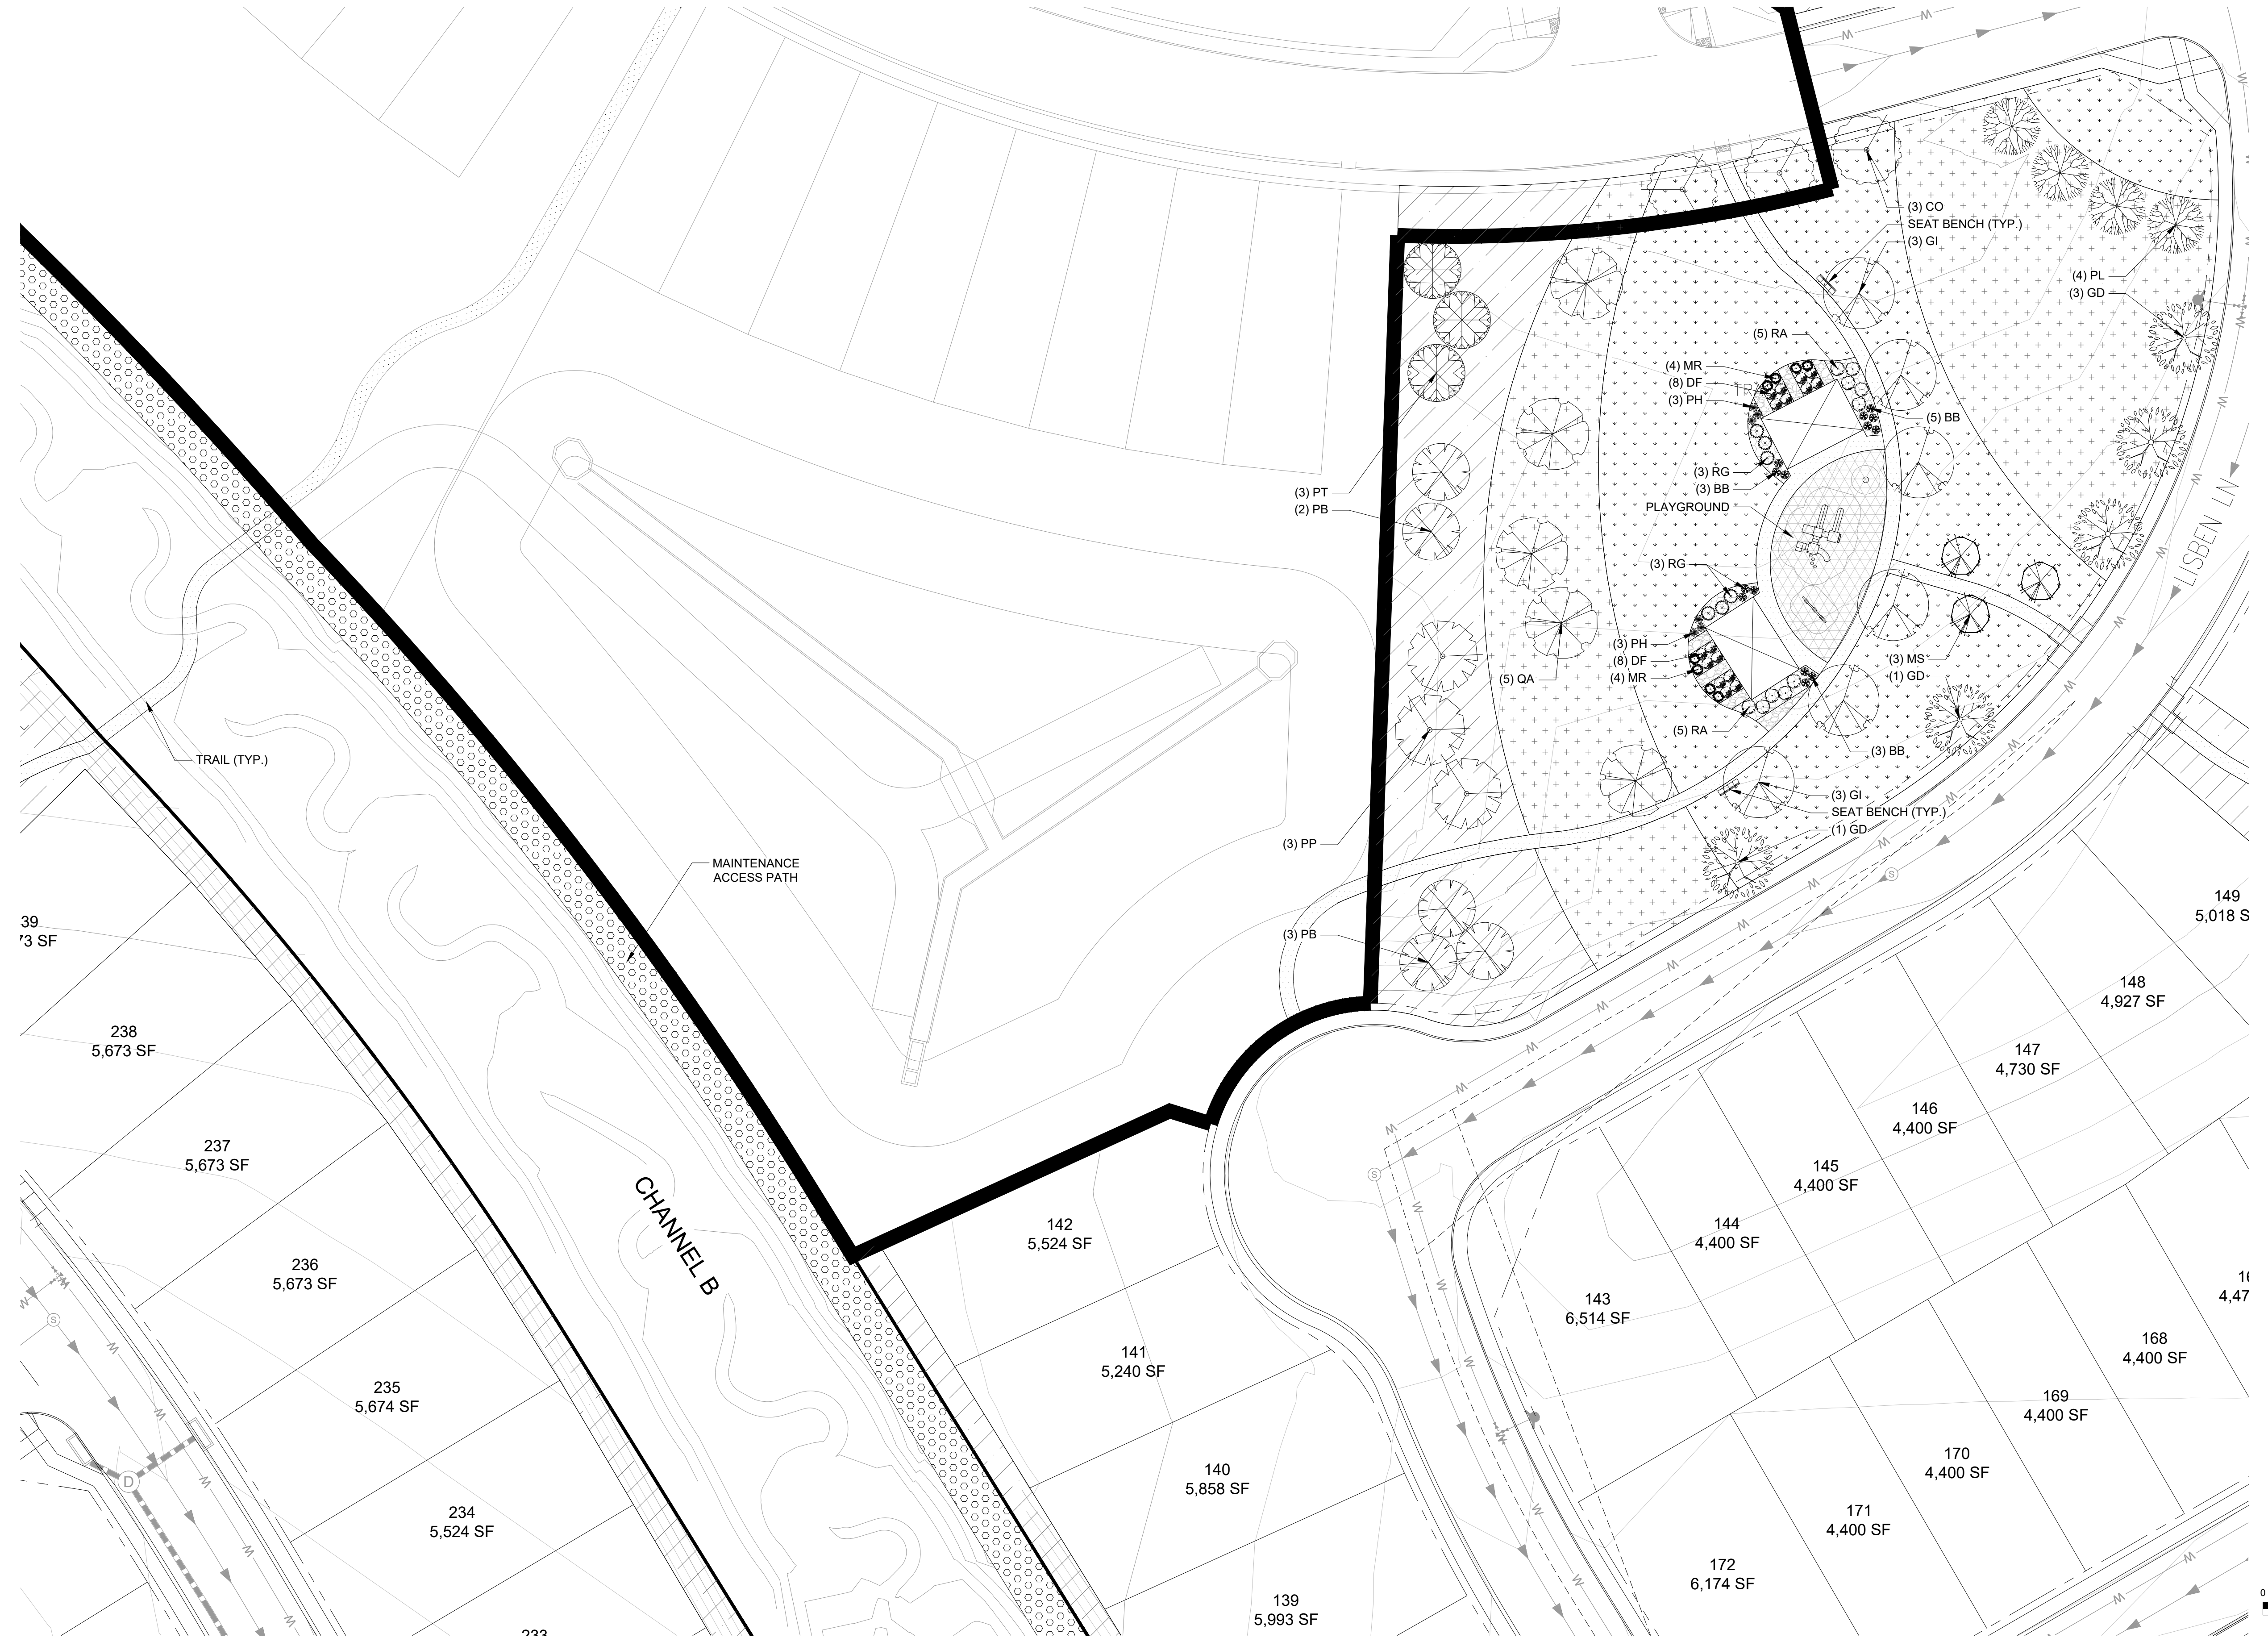 (3) CO
SEAT BENCH (TYP.)
(3) GI
(4) PL
(3) GD
(5) RA
(4) MR
(8) DF
(3) PH
(5) BB
(3) RG
(3) BB
PLAYGROUND
(3) PT
(2) PB
LISBEN LN
(3) RG
(3) PH
(8) DF
(4) MR
(5) QA
(3) MS
(1) GD
(5) RA
(3) BB
TRAIL (TYP.)
(3) GI
SEAT BENCH (TYP.)
(1) GD
(3) PP
MAINTENANCE
ACCESS PATH
(3) PB
149
5,018 S
39
73 SF
148
4,927 SF
238
5,673 SF
147
4,730 SF
146
4,400 SF
237
5,673 SF
145
4,400 SF
CHANNEL B
142
5,524 SF
144
4,400 SF
236
5,673 SF
143
6,514 SF
16
4,47
168
4,400 SF
141
5,240 SF
235
5,674 SF
169
4,400 SF
140
5,858 SF
170
4,400 SF
234
5,524 SF
171
4,400 SF
172
6,174 SF
139
5,993 SF
233
W
S
D
0